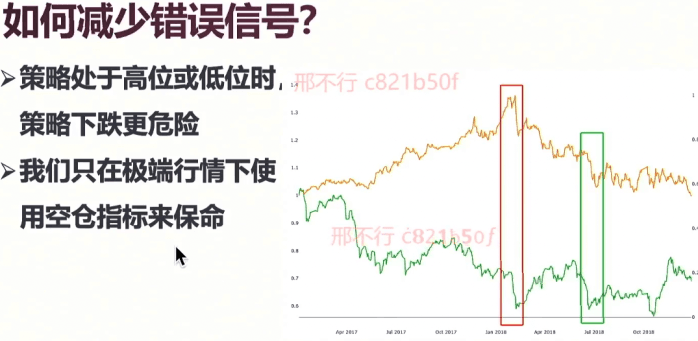 如何减少错误信号?
➢策略处于高位或低位时,
策略下跌更危险
➢我们只在极端行情下使
用空仓指标来保命
邢不行 c821b50f
邢不行 c821b50f
1.3
1.2
1.1
1
0.9
0.8
0.7
0.6
1
0.2
0
Apr 2017
Jul 2017
Oct 2017
Jan 2018
Apr 2018
Jul 2018
Oct 2018